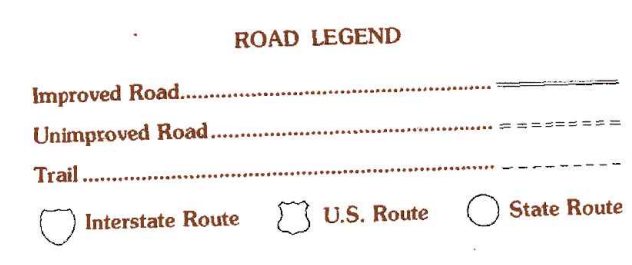 ROAD LEGEND
Improved Road
Unimproved Road
Trail
Interstate Route U.S. Route State Route